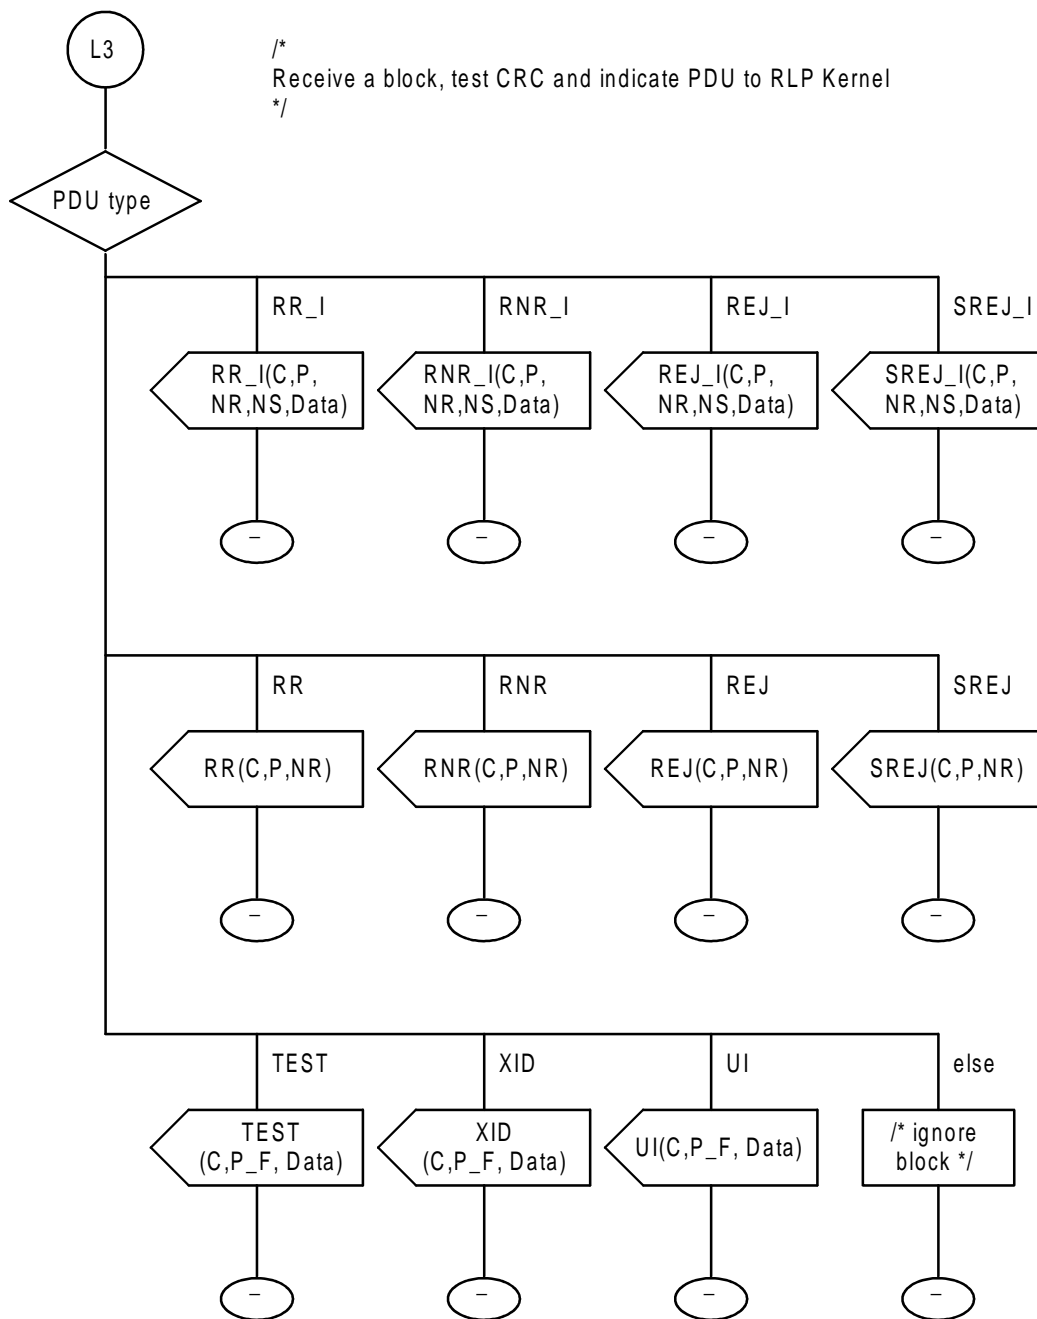 L3
/*
Receive a block, test CRC and indicate PDU to RLP Kernel
*/
PDU type
RR_I
RNR_I
REJ_I
SREJ_I
RR_I(C,P,
NR,NS,Data)
RNR_I(C,P,
NR,NS,Data)
REJ_I(C,P,
NR,NS,Data)
SREJ_I(C,P,
NR,NS,Data)
–
–
–
–
RR
RNR
REJ
SREJ
RR(C,P,NR)
RNR(C,P,NR)
REJ(C,P,NR)
SREJ(C,P,NR)
–
–
–
–
TEST
XID
UI
else
TEST
(C,P_F, Data)
XID
(C,P_F, Data)
UI(C,P_F, Data)
/* ignore
block */
–
–
–
–